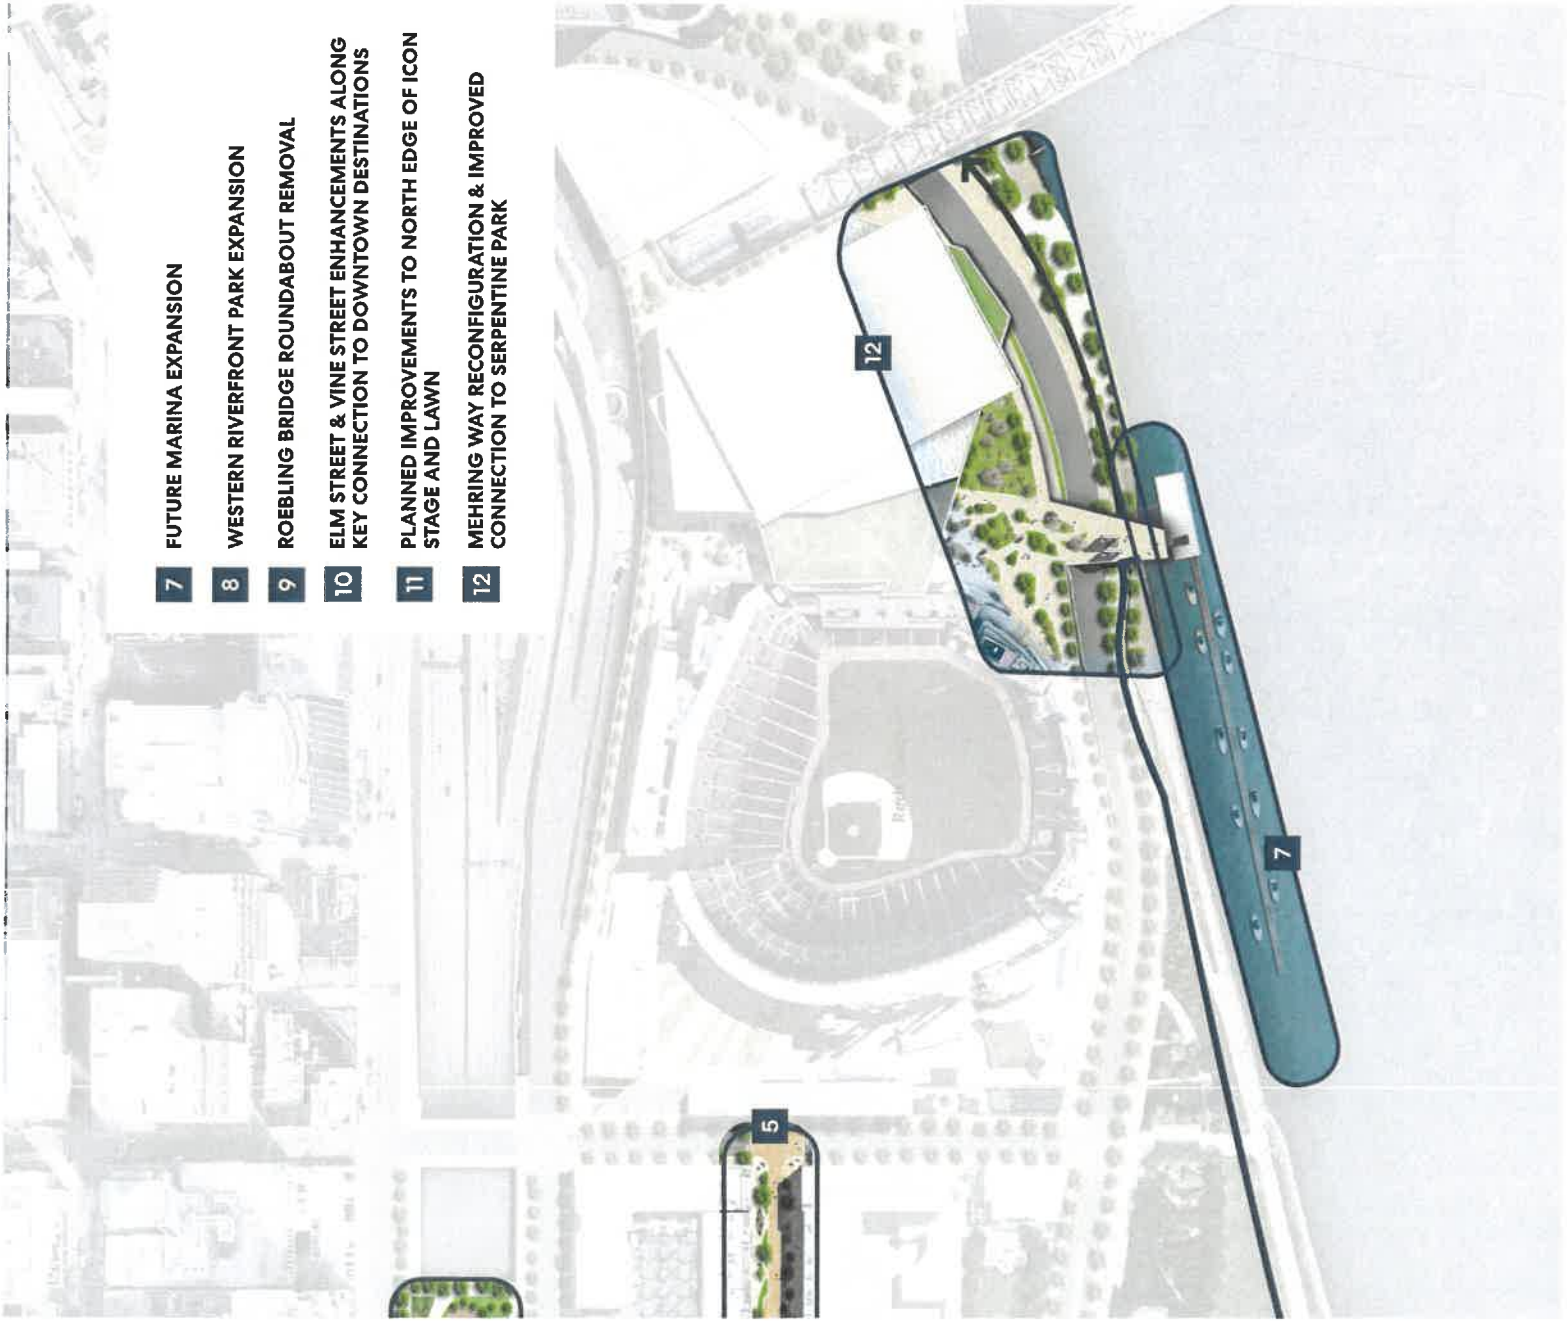 7 FUTURE MARINA EXPANSION
8 WESTERN RIVERFRONT PARK EXPANSION
9 ROEBLING BRIDGE ROUNDABOUT REMOVAL
10 ELM STREET & VINE STREET ENHANCEMENTS ALONG
KEY CONNECTION TO DOWNTOWN DESTINATIONS
11 PLANNED IMPROVEMENTS TO NORTH EDGE OF ICON
STAGE AND LAWN
12 MEHRING WAY RECONFIGURATION & IMPROVED
CONNECTION TO SERPENTINE PARK
5
Reds
7
12